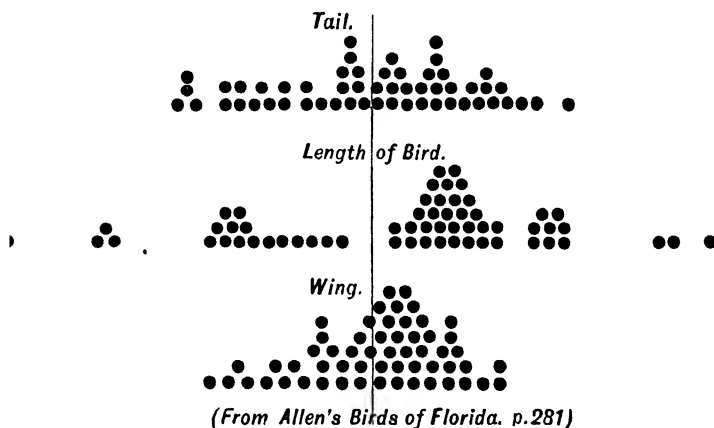 Tail.
Length of Bird.
Wing.
(From Allen's Birds of Florida. p.281)